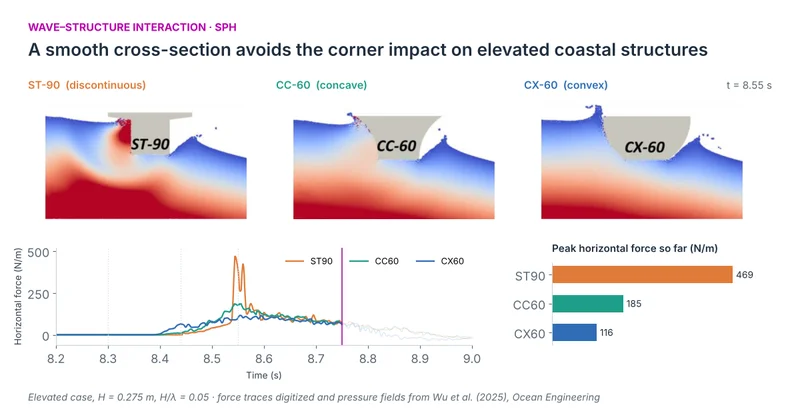 WAVE–STRUCTURE INTERACTION · SPH
A smooth cross-section avoids the corner impact on elevated coastal structures
ST-90 (discontinuous)
CC-60 (concave)
CX-60 (convex)
t = 8.55 s
ST-90
CC-60
CX-60
Horizontal force (N/m)
500
250
0
ST90
CC60
CX60
8.2 8.3 8.4 8.5 8.6 8.7 8.8 8.9 9.0
Time (s)
Peak horizontal force so far (N/m)
ST90 469
CC60 185
CX60 116
Elevated case, H = 0.275 m, H/λ = 0.05 · force traces digitized and pressure fields from Wu et al. (2025), Ocean Engineering